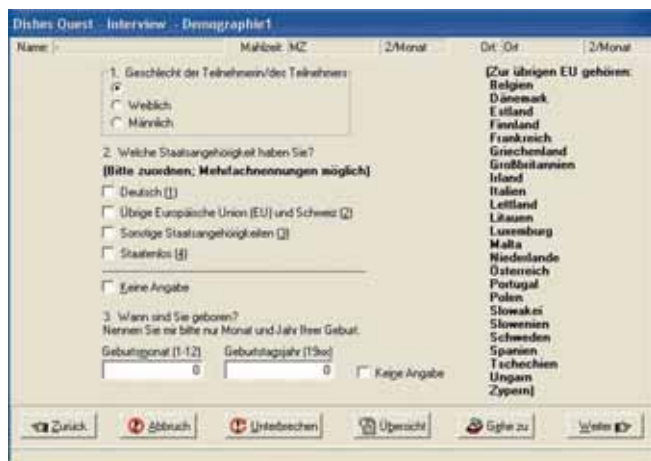 Dishes Quest - Interview - Demographie1
Name: - Mahlzeit: MZ 2/Monat Ort: Ort 2/Monat
1. Geschlecht der Teilnehmerin/des Teilnehmers
Weiblich
Männlich
2. Welche Staatsangehörigkeit haben Sie?
(Bitte zuordnen; Mehrfachnennungen möglich)
Deutsch (1)
Übrige Europäische Union (EU) und Schweiz (2)
Sonstige Staatsangehörigkeiten (3)
Staatenlos (4)
Keine Angabe
3. Wann sind Sie geboren?
Nennen Sie mir bitte nur Monat und Jahr Ihrer Geburt.
Geburtsmonat (1-12) Geburtstagsjahr (19xx)
0 0 Keine Angabe
(Zur übrigen EU gehören:
Belgien
Dänemark
Estland
Finnland
Frankreich
Griechenland
Großbritannien
Irland
Italien
Lettland
Litauen
Luxemburg
Malta
Niederlande
Österreich
Portugal
Polen
Slowakei
Slowenien
Schweden
Spanien
Tschechien
Ungarn
Zypern)
Zurück Abbruch Unterbrechen Übersicht Gehe zu Weiter